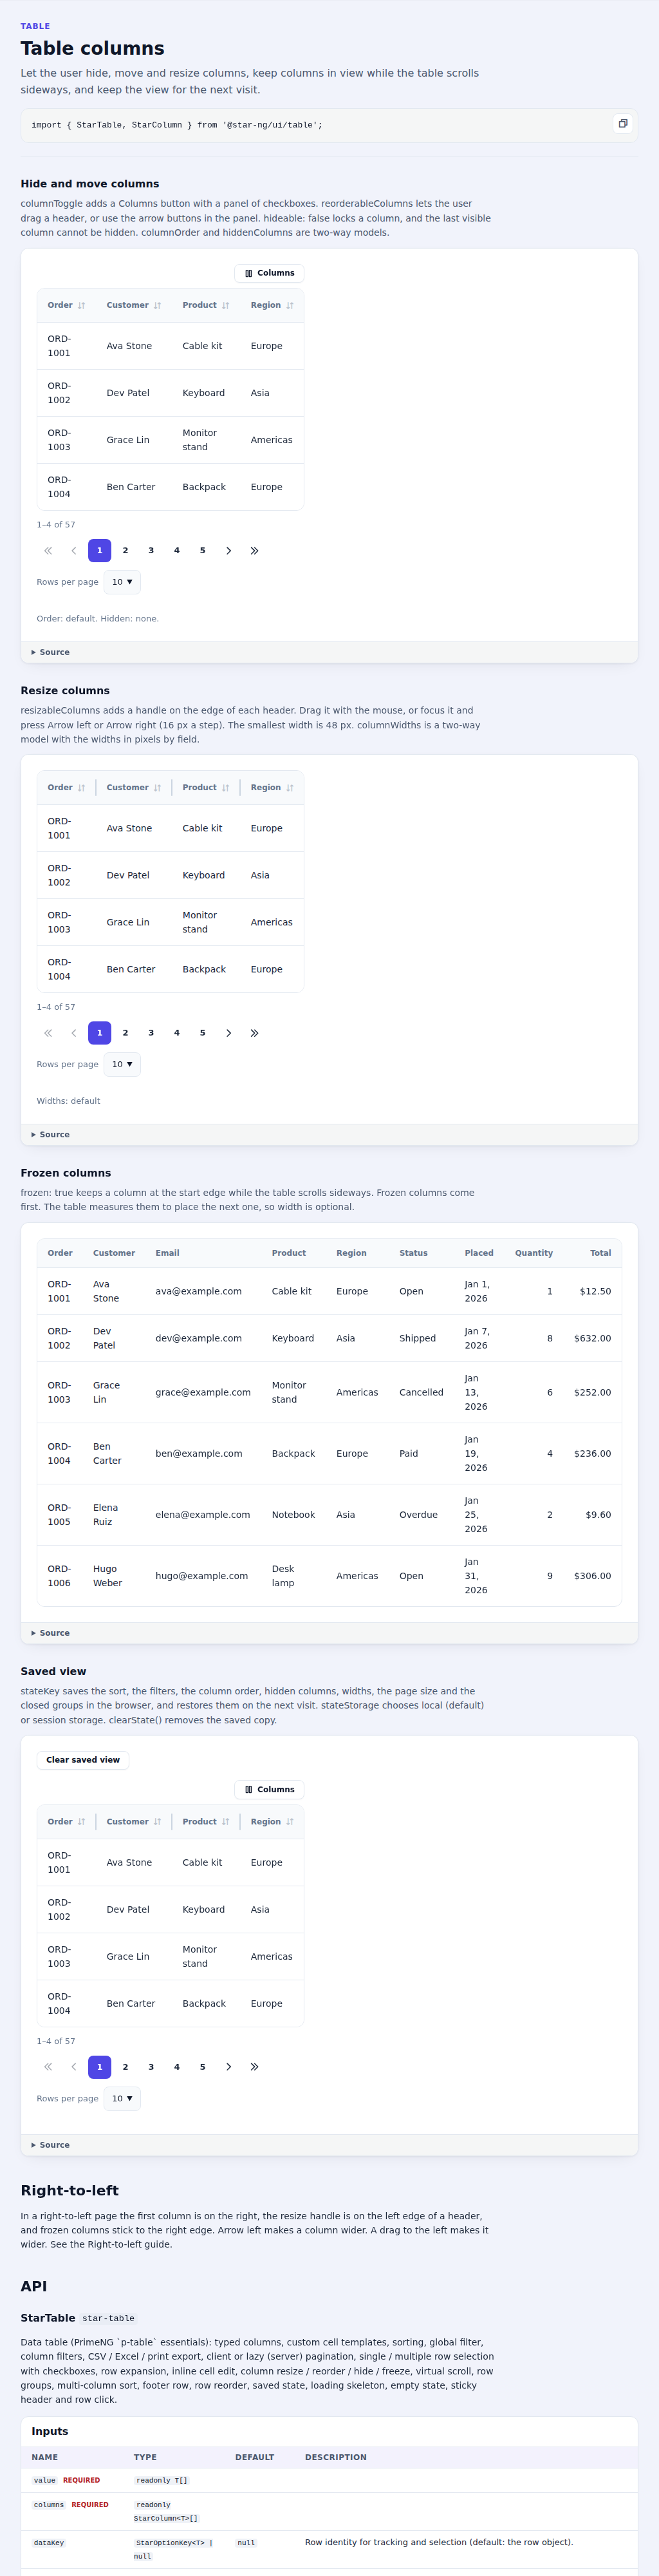 TABLE
Table columns
Let the user hide, move and resize columns, keep columns in view while the table scrolls
sideways, and keep the view for the next visit.
import { StarTable, StarColumn } from '@star-ng/ui/table';
Hide and move columns
columnToggle adds a Columns button with a panel of checkboxes. reorderableColumns lets the user
drag a header, or use the arrow buttons in the panel. hideable: false locks a column, and the last visible
column cannot be hidden. columnOrder and hiddenColumns are two-way models.
Columns
Order Customer Product Region
ORD-
1001 Ava Stone Cable kit Europe
ORD-
1002 Dev Patel Keyboard Asia
ORD-
1003 Grace Lin Monitor
stand Americas
ORD-
1004 Ben Carter Backpack Europe
1–4 of 57
1 2 3 4 5
Rows per page 10
Order: default. Hidden: none.
Source
Resize columns
resizableColumns adds a handle on the edge of each header. Drag it with the mouse, or focus it and
press Arrow left or Arrow right (16 px a step). The smallest width is 48 px. columnWidths is a two-way
model with the widths in pixels by field.
Order Customer Product Region
ORD-
1001 Ava Stone Cable kit Europe
ORD-
1002 Dev Patel Keyboard Asia
ORD-
1003 Grace Lin Monitor
stand Americas
ORD-
1004 Ben Carter Backpack Europe
1–4 of 57
1 2 3 4 5
Rows per page 10
Widths: default
Source
Frozen columns
frozen: true keeps a column at the start edge while the table scrolls sideways. Frozen columns come
first. The table measures them to place the next one, so width is optional.
Order Customer Email Product Region Status Placed Quantity Total
ORD-
1001 Ava
Stone ava@example.com Cable kit Europe Open Jan 1,
2026 1 $12.50
ORD-
1002 Dev
Patel dev@example.com Keyboard Asia Shipped Jan 7,
2026 8 $632.00
ORD-
1003 Grace
Lin grace@example.com Monitor
stand Americas Cancelled Jan
13,
2026 6 $252.00
ORD-
1004 Ben
Carter ben@example.com Backpack Europe Paid Jan
19,
2026 4 $236.00
ORD-
1005 Elena
Ruiz elena@example.com Notebook Asia Overdue Jan
25,
2026 2 $9.60
ORD-
1006 Hugo
Weber hugo@example.com Desk
lamp Americas Open Jan
31,
2026 9 $306.00
Source
Saved view
stateKey saves the sort, the filters, the column order, hidden columns, widths, the page size and the
closed groups in the browser, and restores them on the next visit. stateStorage chooses local (default)
or session storage. clearState() removes the saved copy.
Clear saved view
Columns
Order Customer Product Region
ORD-
1001 Ava Stone Cable kit Europe
ORD-
1002 Dev Patel Keyboard Asia
ORD-
1003 Grace Lin Monitor
stand Americas
ORD-
1004 Ben Carter Backpack Europe
1–4 of 57
1 2 3 4 5
Rows per page 10
Source
Right-to-left
In a right-to-left page the first column is on the right, the resize handle is on the left edge of a header,
and frozen columns stick to the right edge. Arrow left makes a column wider. A drag to the left makes it
wider. See the Right-to-left guide.
API
StarTable star-table
Data table (PrimeNG `p-table` essentials): typed columns, custom cell templates, sorting, global filter,
column filters, CSV / Excel / print export, client or lazy (server) pagination, single / multiple row selection
with checkboxes, row expansion, inline cell edit, column resize / reorder / hide / freeze, virtual scroll, row
groups, multi-column sort, footer row, row reorder, saved state, loading skeleton, empty state, sticky
header and row click.
Inputs
NAME TYPE DEFAULT DESCRIPTION
value REQUIRED readonly T[]
columns REQUIRED readonly
StarColumn<T>[]
dataKey StarOptionKey<T> |
null null Row identity for tracking and selection (default: the row object).